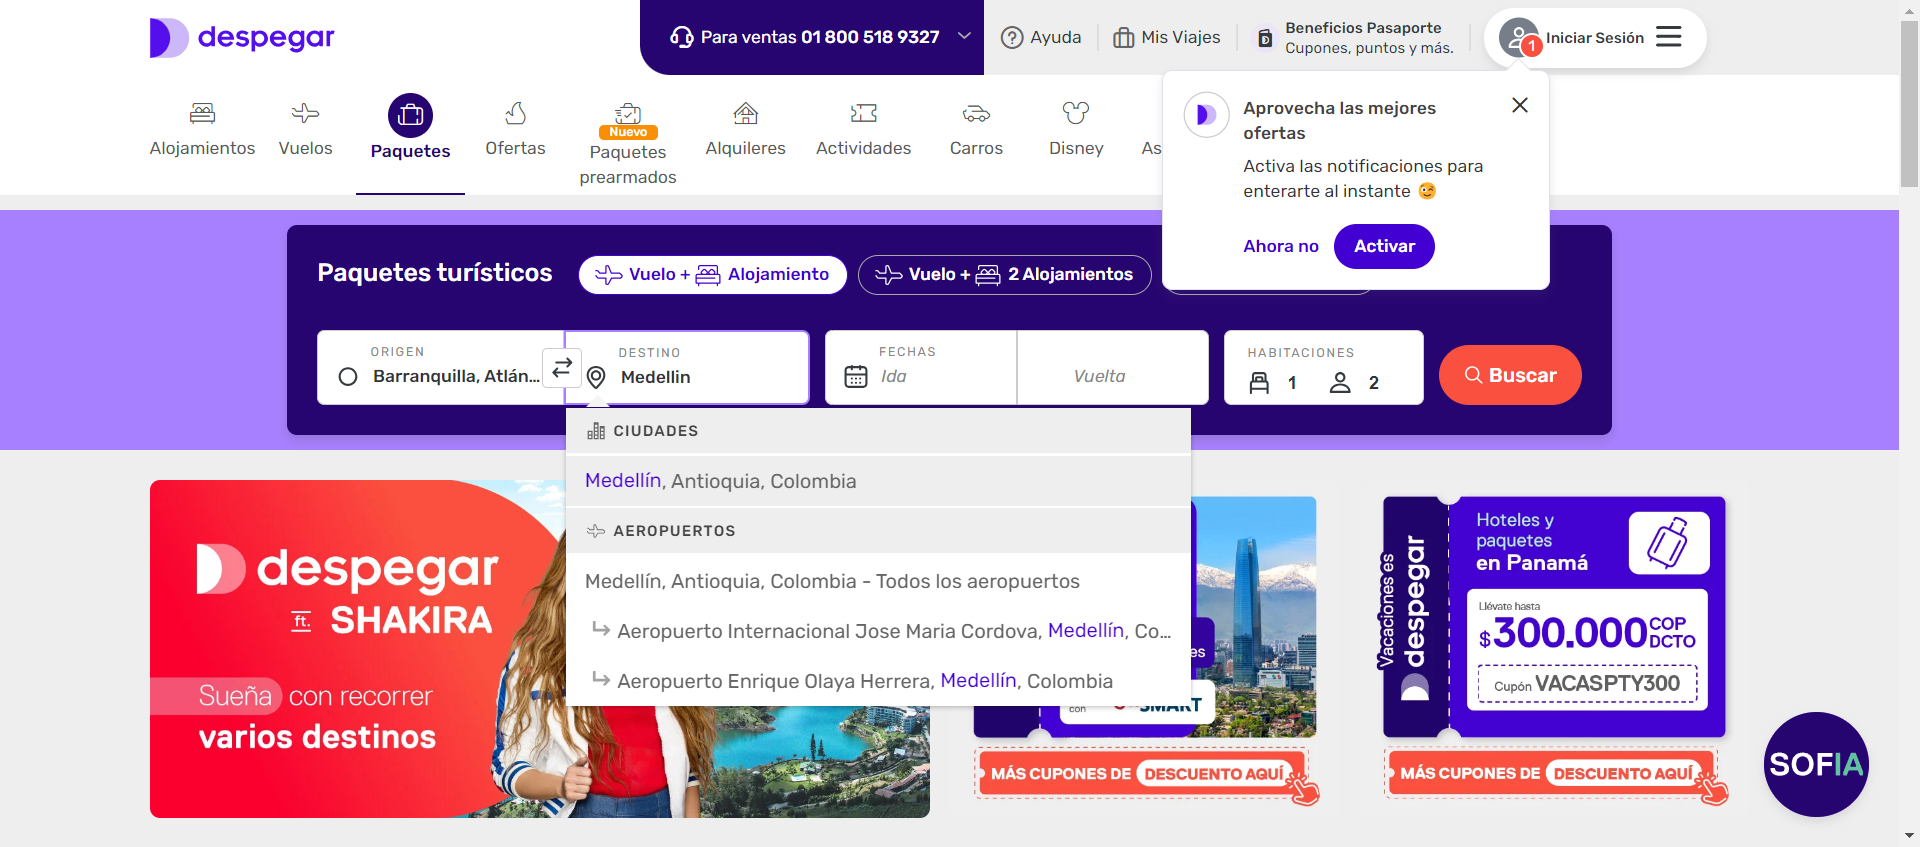 despegar
Para ventas 01 800 518 9327
Ayuda
Mis Viajes
Beneficios Pasaporte
Cupones, puntos y más.
1
Iniciar Sesión
Alojamientos
Vuelos
Paquetes
Ofertas
Nuevo
Paquetes
prearmados
Alquileres
Actividades
Carros
Disney
As
Aprovecha las mejores
ofertas
Activa las notificaciones para
enterarte al instante 😉
Ahora no
Activar
Paquetes turísticos
Vuelo + Alojamiento
Vuelo + 2 Alojamientos
ORIGEN
Barranquilla, Atlán...
DESTINO
Medellin
FECHAS
Ida
Vuelta
HABITACIONES
1
2
Buscar
CIUDADES
Medellín, Antioquia, Colombia
AEROPUERTOS
Medellín, Antioquia, Colombia - Todos los aeropuertos
Aeropuerto Internacional Jose Maria Cordova, Medellín, Co...
Aeropuerto Enrique Olaya Herrera, Medellín, Colombia
despegar
ft. SHAKIRA
Sueña con recorrer
varios destinos
es
con
SMART
MÁS CUPONES DE DESCUENTO AQUÍ
Vacaciones es
despegar
Hoteles y
paquetes
en Panamá
Llévate hasta
$300.000 COP
DCTO
Cupón VACASPTY300
MÁS CUPONES DE DESCUENTO AQUÍ
SOFIA